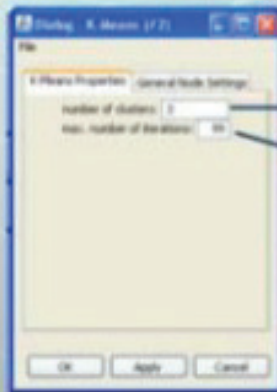 Dialog - K-Means (#2)
File
K-Means Properties General Node Settings
number of clusters: 3
max. number of iterations: 99
OK Apply Cancel